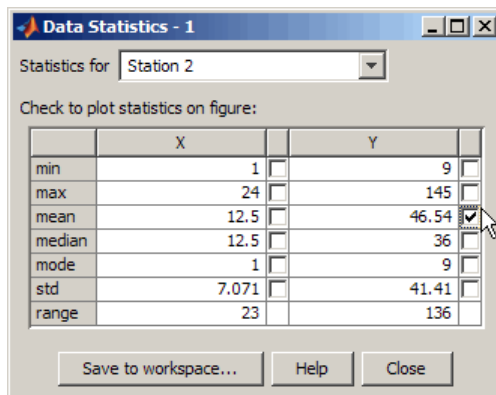 Data Statistics - 1
Statistics for Station 2
Check to plot statistics on figure:
X Y
min 1 9
max 24 145
mean 12.5 46.54
median 12.5 36
mode 1 9
std 7.071 41.41
range 23 136
Save to workspace... Help Close